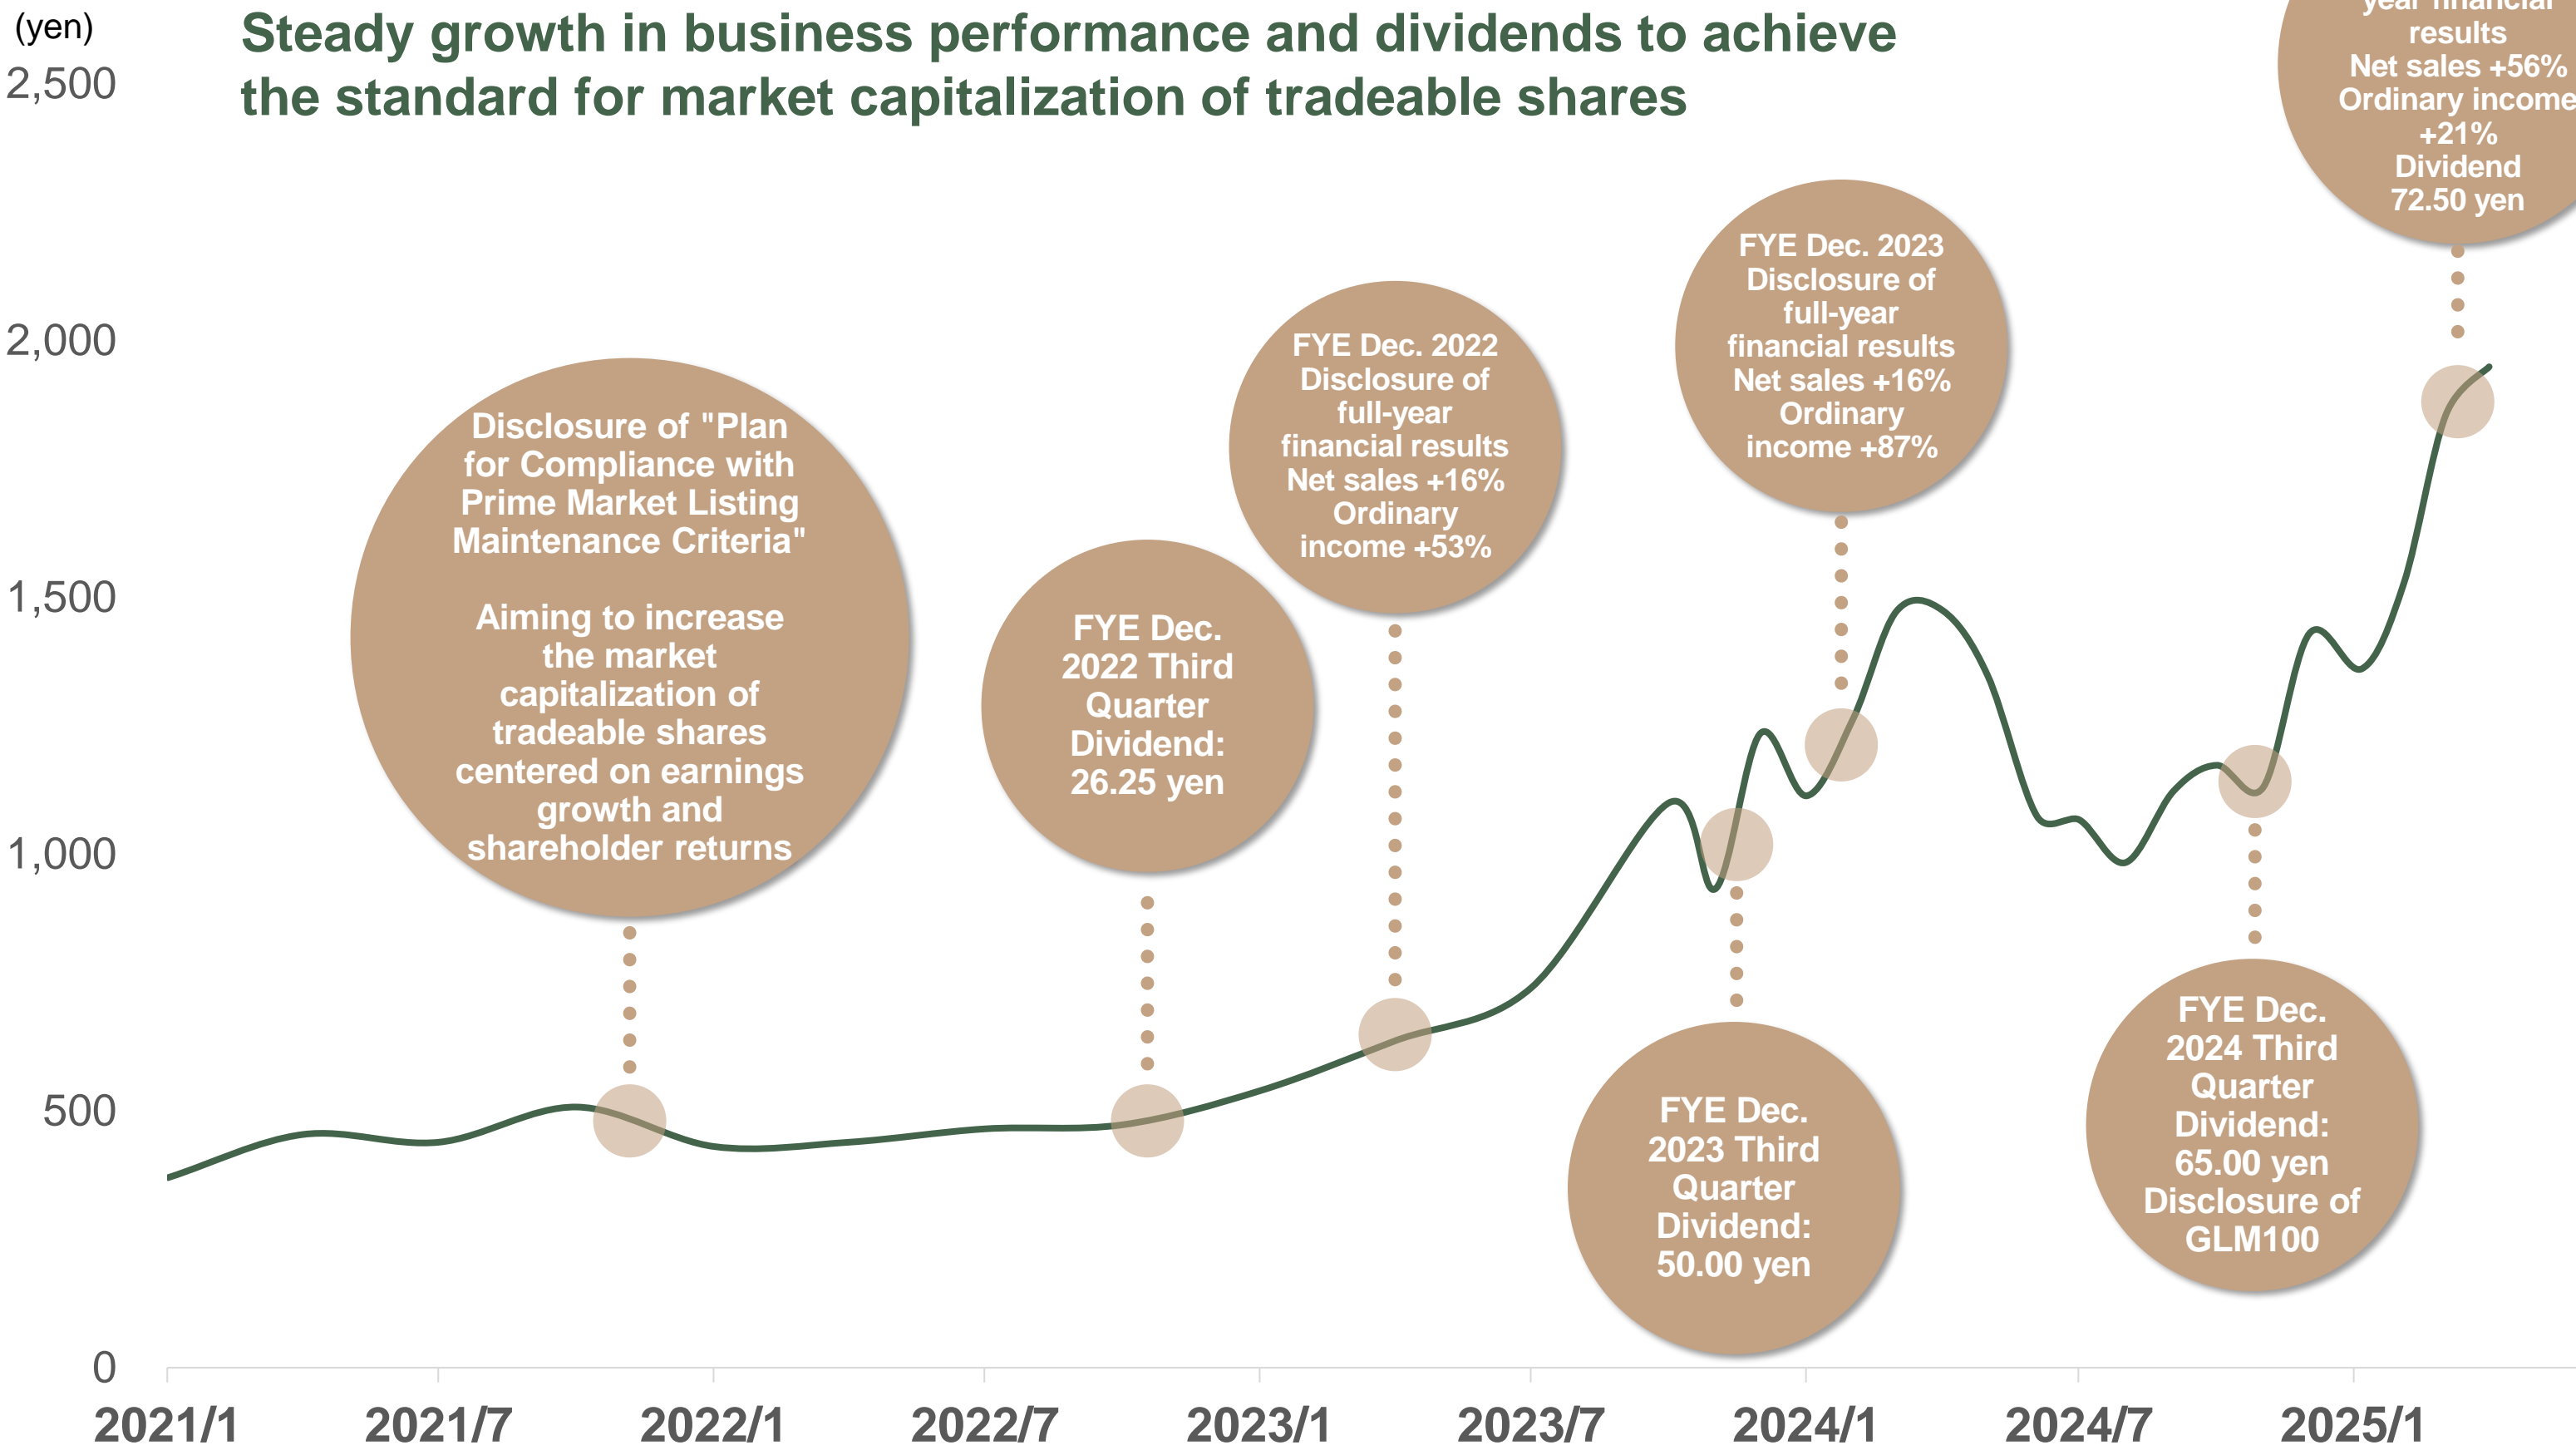 (yen)
Steady growth in business performance and dividends to achieve
the standard for market capitalization of tradeable shares
2,500
2,000
1,500
1,000
500
0
Disclosure of "Plan
for Compliance with
Prime Market Listing
Maintenance Criteria"
Aiming to increase
the market
capitalization of
tradeable shares
centered on earnings
growth and
shareholder returns
FYE Dec.
2022 Third
Quarter
Dividend:
26.25 yen
FYE Dec. 2022
Disclosure of
full-year
financial results
Net sales +16%
Ordinary
income +53%
FYE Dec.
2023 Third
Quarter
Dividend:
50.00 yen
FYE Dec. 2023
Disclosure of
full-year
financial results
Net sales +16%
Ordinary
income +87%
FYE Dec.
2024 Third
Quarter
Dividend:
65.00 yen
Disclosure of
GLM100
year financial
results
Net sales +56%
Ordinary income
+21%
Dividend
72.50 yen
2021/1
2021/7
2022/1
2022/7
2023/1
2023/7
2024/1
2024/7
2025/1